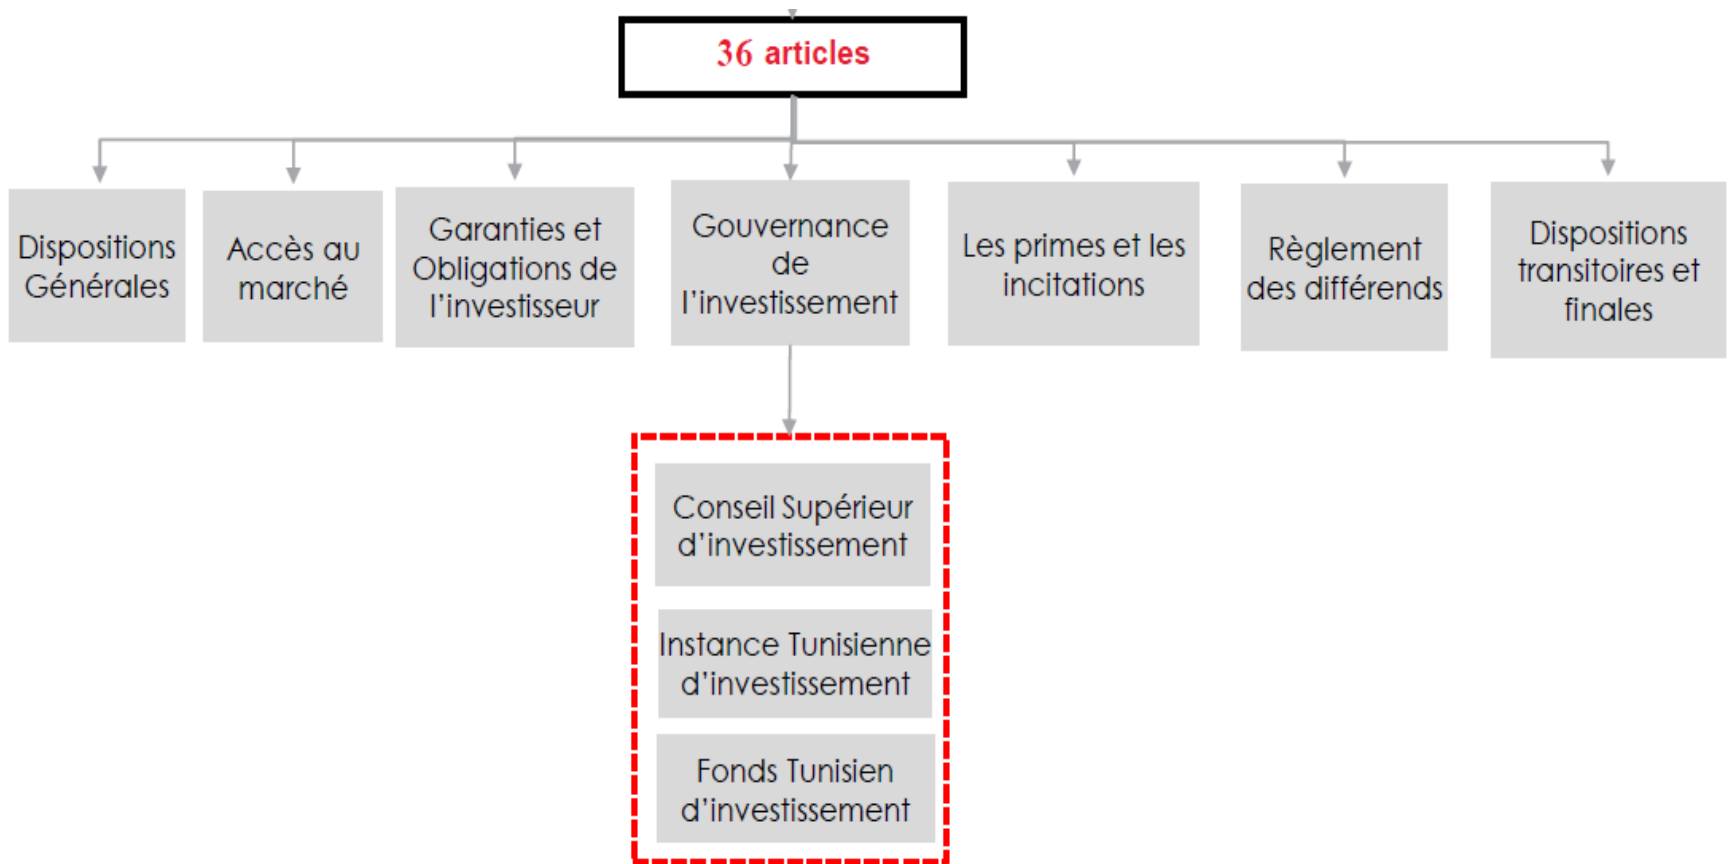 36 articles
Dispositions
Générales
Accès au
marché
Garanties et
Obligations de
l’investisseur
Gouvernance
de
l’investissement
Les primes et les
incitations
Règlement
des différends
Dispositions
transitoires et
finales
Conseil Supérieur
d’investissement
Instance Tunisienne
d’investissement
Fonds Tunisien
d’investissement